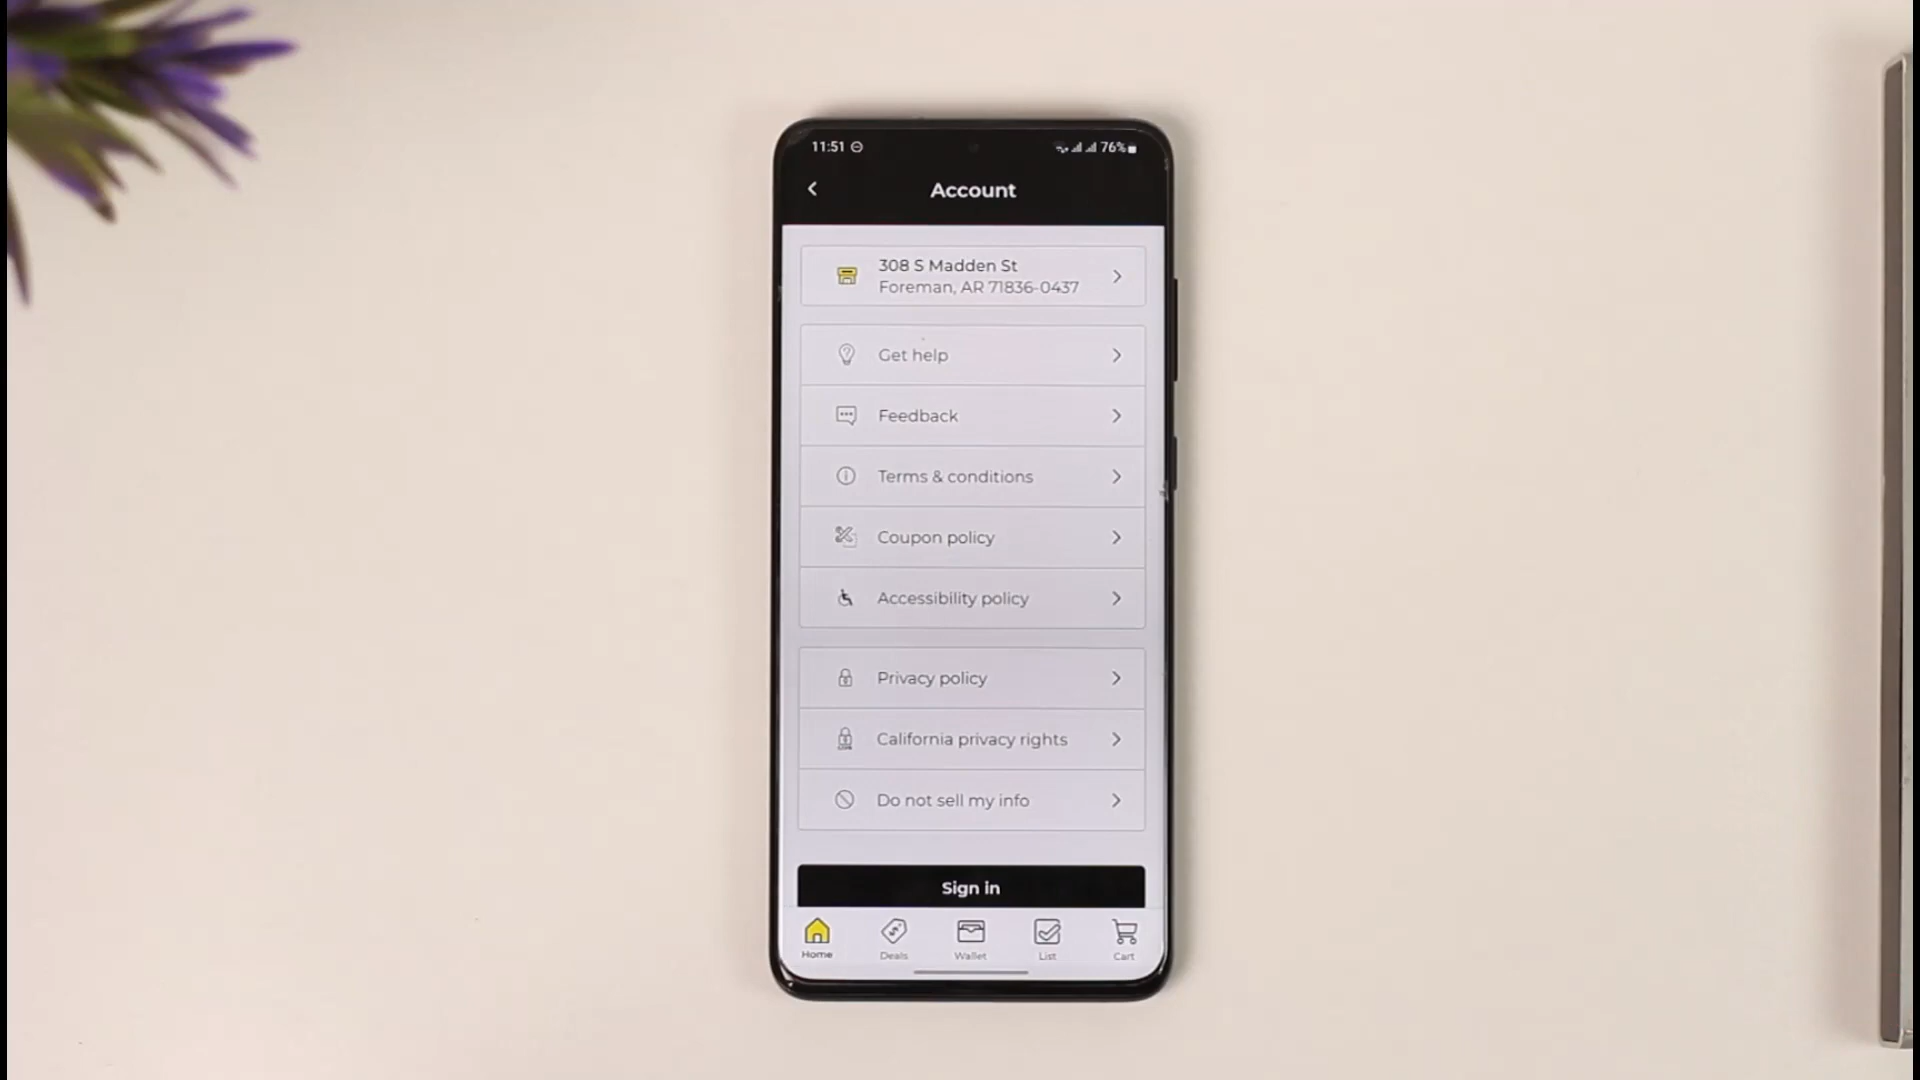 11:51
76%
Account
308 S Madden St
Foreman, AR 71836-0437
Get help
Feedback
Terms & conditions
Coupon policy
Accessibility policy
Privacy policy
California privacy rights
Do not sell my info
Sign in
Home
Deals
Wallet
List
Cart